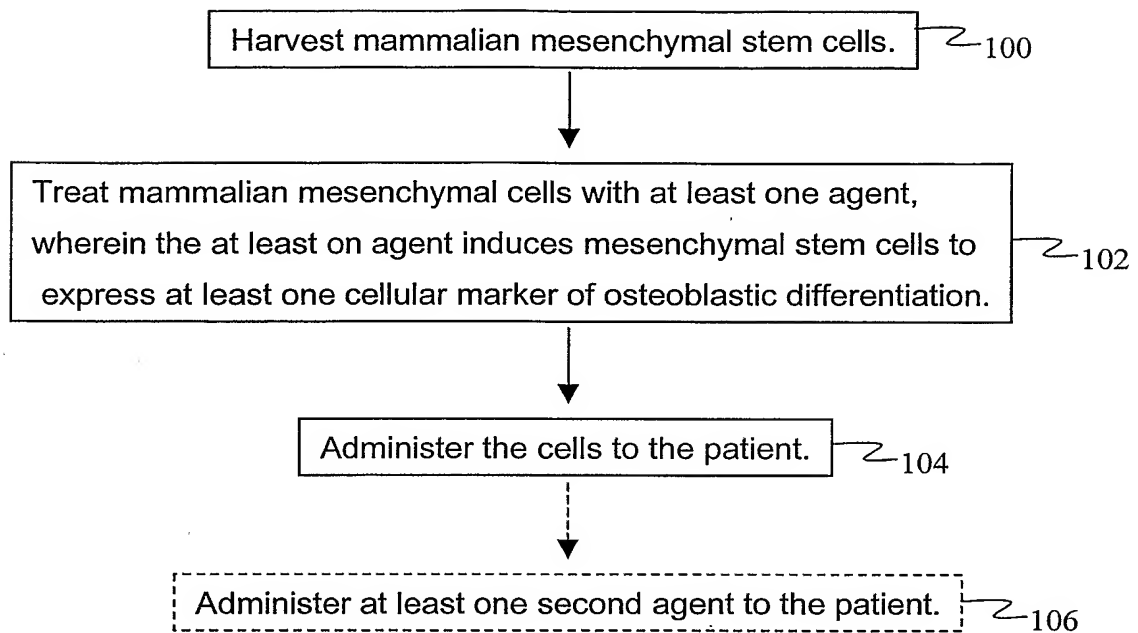 Harvest mammalian mesenchymal stem cells.
100
Treat mammalian mesenchymal cells with at least one agent,
wherein the at least on agent induces mesenchymal stem cells to
express at least one cellular marker of osteoblastic differentiation.
102
Administer the cells to the patient.
104
Administer at least one second agent to the patient.
106